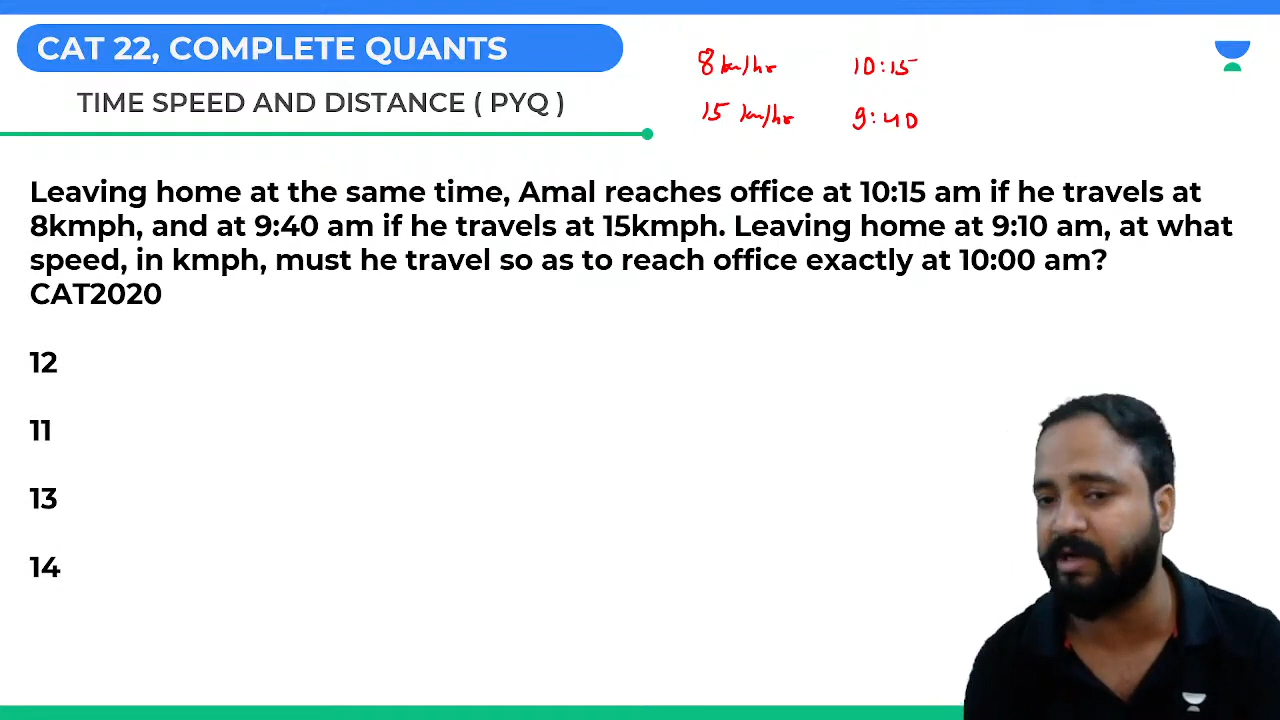 CAT 22, COMPLETE QUANTS
8 km/hr 10:15
TIME SPEED AND DISTANCE ( PYQ )
15 km/hr 9:40
Leaving home at the same time, Amal reaches office at 10:15 am if he travels at
8kmph, and at 9:40 am if he travels at 15kmph. Leaving home at 9:10 am, at what
speed, in kmph, must he travel so as to reach office exactly at 10:00 am?
CAT2020
12
11
13
14